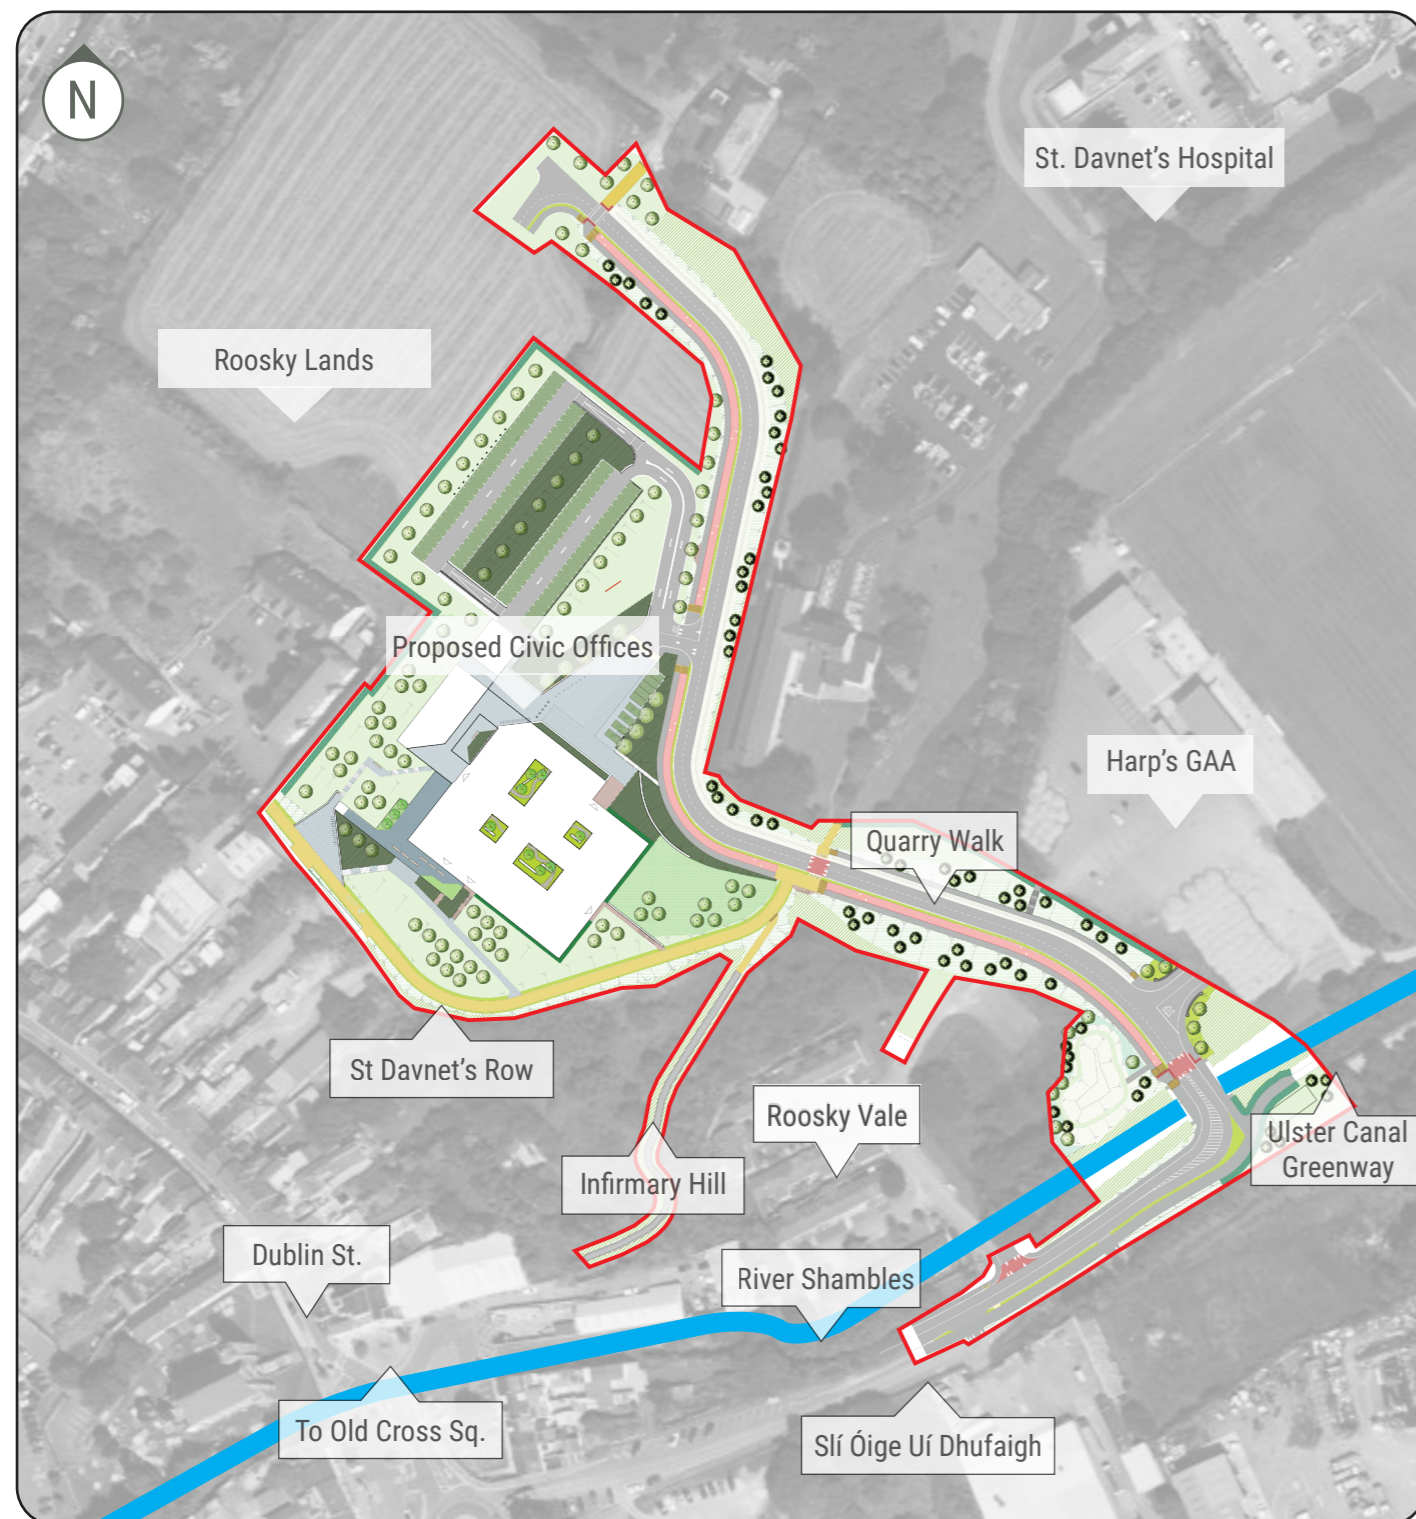 N
St. Davnet's Hospital
Roosky Lands
Proposed Civic Offices
Harp's GAA
Quarry Walk
St Davnet's Row
Roosky Vale
Ulster Canal
Greenway
Infirmary Hill
Dublin St.
River Shambles
To Old Cross Sq.
Slí Óige Uí Dhufaigh